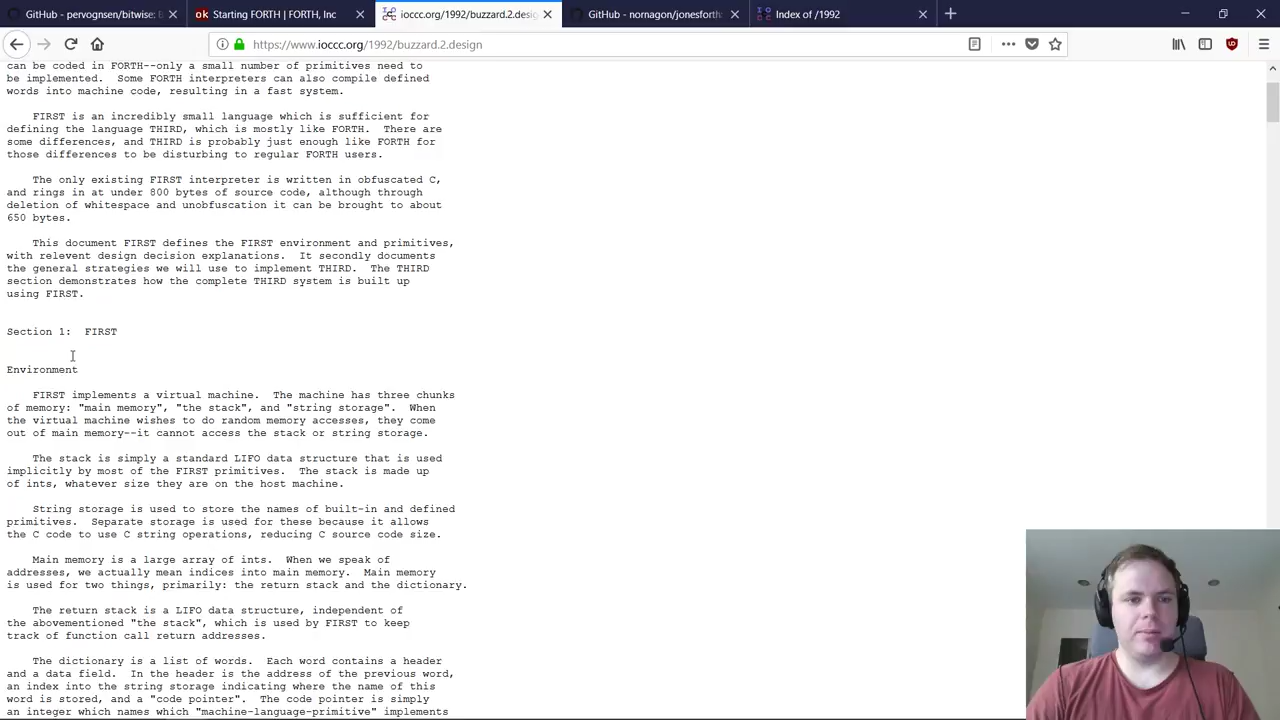 GitHub - pervognsen/bitwise: B
Starting FORTH | FORTH, Inc
ioccc.org/1992/buzzard.2.design
GitHub - nornagon/jonesforth:
Index of /1992
https://www.ioccc.org/1992/buzzard.2.design
can be coded in FORTH--only a small number of primitives need to
be implemented.  Some FORTH interpreters can also compile defined
words into machine code, resulting in a fast system.
FIRST is an incredibly small language which is sufficient for
defining the language THIRD, which is mostly like FORTH.  There are
some differences, and THIRD is probably just enough like FORTH for
those differences to be disturbing to regular FORTH users.
The only existing FIRST interpreter is written in obfuscated C,
and rings in at under 800 bytes of source code, although through
deletion of whitespace and unobfuscation it can be brought to about
650 bytes.
This document FIRST defines the FIRST environment and primitives,
with relevent design decision explanations.  It secondly documents
the general strategies we will use to implement THIRD.  The THIRD
section demonstrates how the complete THIRD system is built up
using FIRST.
Section 1:  FIRST
Environment
FIRST implements a virtual machine.  The machine has three chunks
of memory: "main memory", "the stack", and "string storage".  When
the virtual machine wishes to do random memory accesses, they come
out of main memory--it cannot access the stack or string storage.
The stack is simply a standard LIFO data structure that is used
implicitly by most of the FIRST primitives.  The stack is made up
of ints, whatever size they are on the host machine.
String storage is used to store the names of built-in and defined
primitives.  Separate storage is used for these because it allows
the C code to use C string operations, reducing C source code size.
Main memory is a large array of ints.  When we speak of
addresses, we actually mean indices into main memory.  Main memory
is used for two things, primarily: the return stack and the dictionary.
The return stack is a LIFO data structure, independent of
the abovementioned "the stack", which is used by FIRST to keep
track of function call return addresses.
The dictionary is a list of words.  Each word contains a header
and a data field.  In the header is the address of the previous word,
an index into the string storage indicating where the name of this
word is stored, and a "code pointer".  The code pointer is simply
an integer which names which "machine-language-primitive" implements